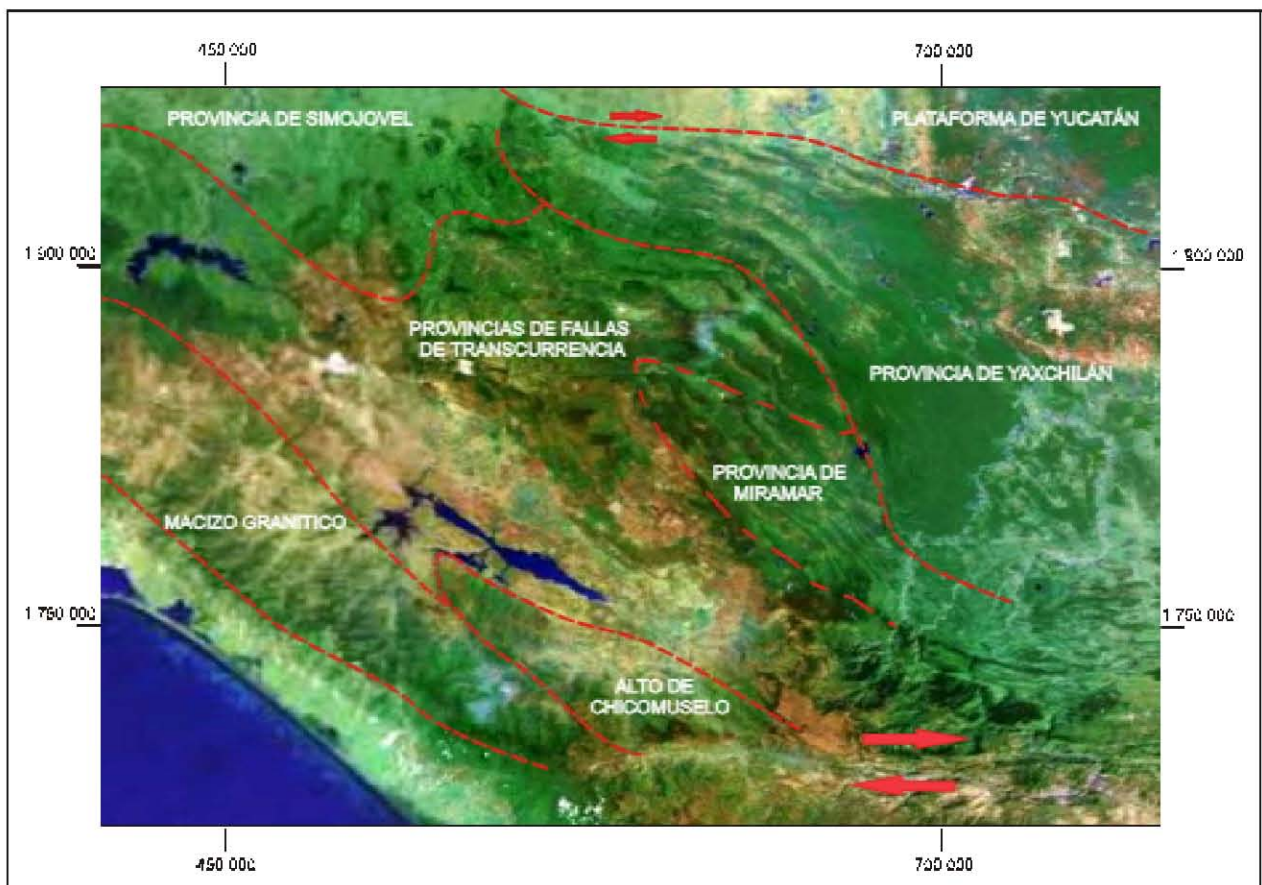 450 000
700 000
PROVINCIA DE SIMOJOVEL
PLATAFORMA DE YUCATÁN
1 900 000
1 900 000
PROVINCIAS DE FALLAS
DE TRANSCURRENCIA
PROVINCIA DE YAXCHILÁN
PROVINCIA DE
MIRAMAR
MACIZO GRANITICO
1 750 000
1 750 000
ALTO DE
CHICOMUSELO
450 000
700 000